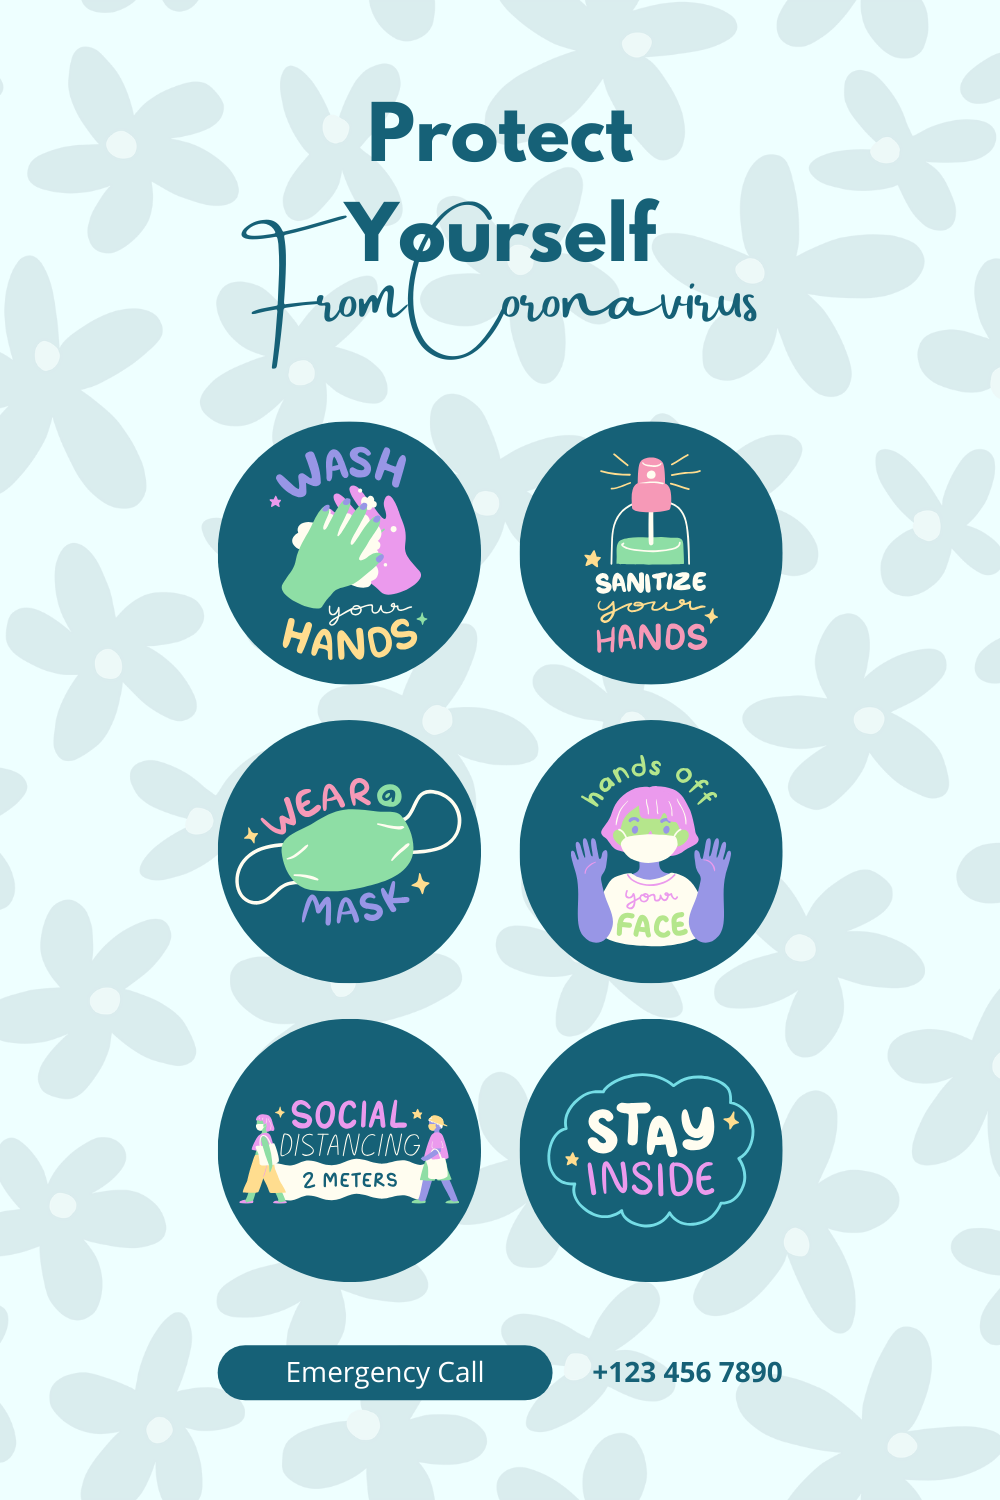 Protect
Yourself
From Coronavirus
WASH
your
HANDS
SANITIZE
your
HANDS
WEAR a
MASK
hands off
your
FACE
SOCIAL
DISTANCING
2 METERS
STAY
INSIDE
Emergency Call
+123 456 7890